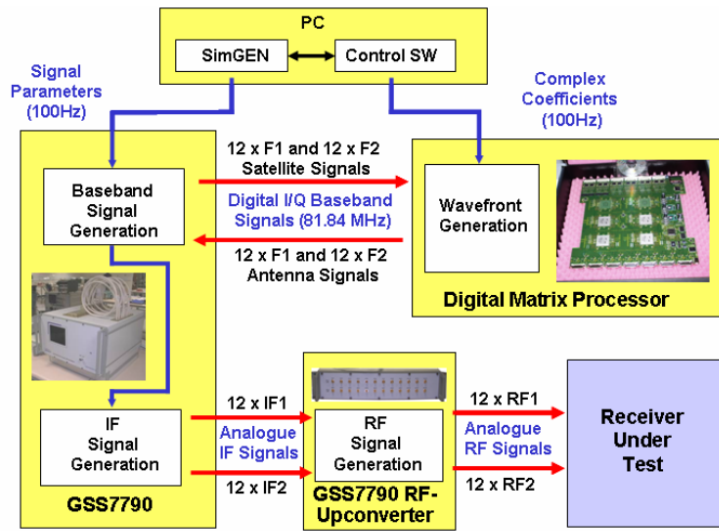 PC
SimGEN
Control SW
Signal
Parameters
(100Hz)
Complex
Coefficients
(100Hz)
12 x F1 and 12 x F2
Satellite Signals
Baseband
Signal
Generation
Digital I/Q Baseband
Signals (81.84 MHz)
Wavefront
Generation
12 x F1 and 12 x F2
Antenna Signals
Digital Matrix Processor
12 x IF1
12 x RF1
IF
Signal
Generation
Analogue
IF Signals
RF
Signal
Generation
Analogue
RF Signals
Receiver
Under
Test
12 x IF2
12 x RF2
GSS7790
GSS7790 RF-
Upconverter